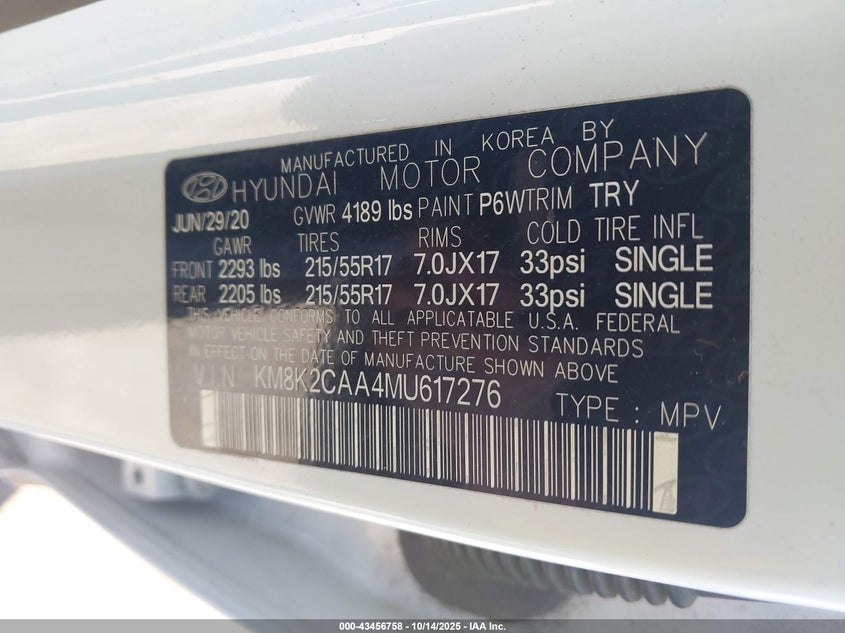 MANUFACTURED IN KOREA BY
HYUNDAI MOTOR COMPANY
JUN/29/20 GVWR 4189 lbs PAINT P6W TRIM TRY
GAWR TIRES RIMS COLD TIRE INFL
FRONT 2293 lbs 215/55R17 7.0JX17 33psi SINGLE
REAR 2205 lbs 215/55R17 7.0JX17 33psi SINGLE
THIS VEHICLE CONFORMS TO ALL APPLICATABLE U.S.A. FEDERAL
MOTOR VEHICLE SAFETY AND THEFT PREVENTION STANDARDS
IN EFFECT ON THE DATE OF MANUFACTURE SHOWN ABOVE
VIN KM8K2CAA4MU617276 TYPE : MPV
000-43456758 - 10/14/2025 - IAA Inc.